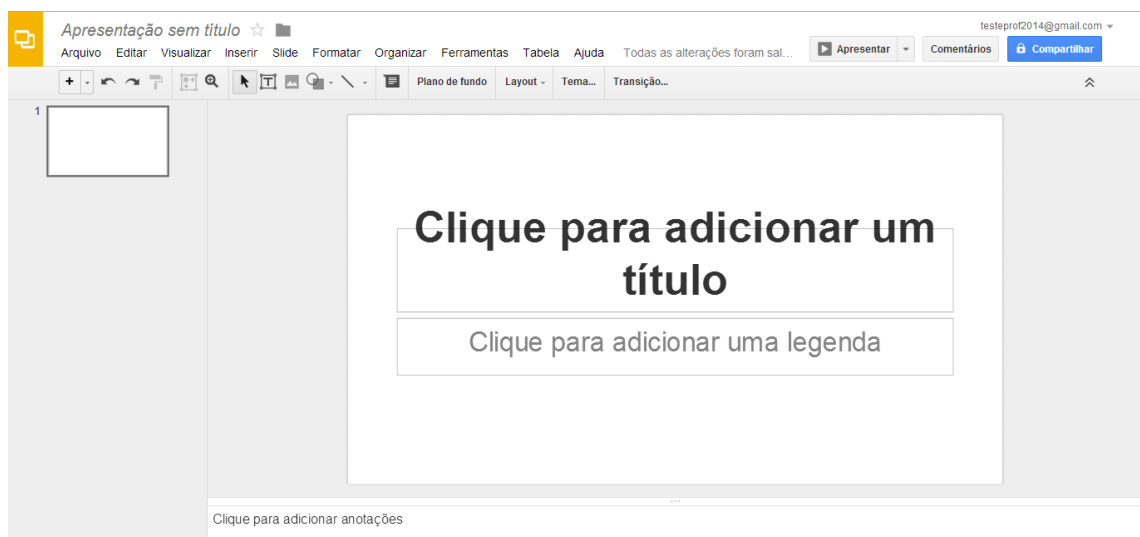 Apresentação sem título
testeprof2014@gmail.com
Arquivo Editar Visualizar Inserir Slide Formatar Organizar Ferramentas Tabela Ajuda Todas as alterações foram sal...
Apresentar Comentários Compartilhar
Plano de fundo Layout Tema... Transição...
1
Clique para adicionar um
título
Clique para adicionar uma legenda
Clique para adicionar anotações